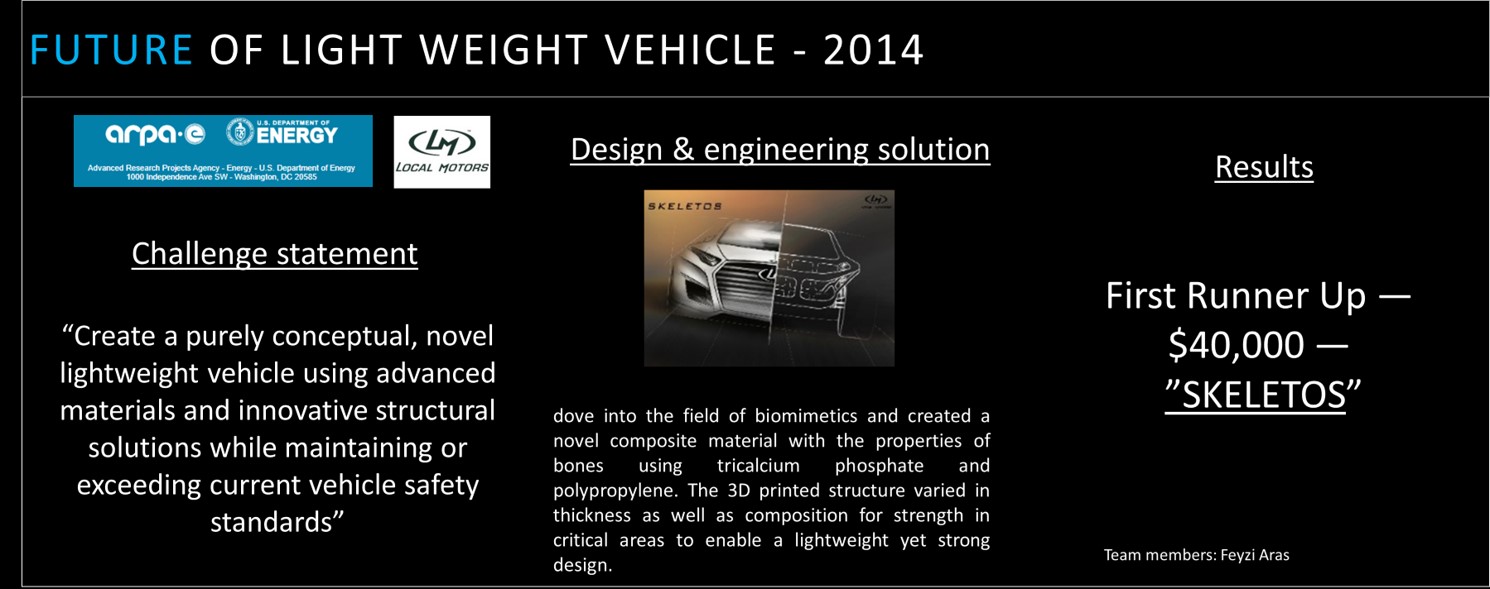 FUTURE OF LIGHT WEIGHT VEHICLE - 2014
arpa·e
U.S. DEPARTMENT OF
ENERGY
Advanced Research Projects Agency - Energy - U.S. Department of Energy
1000 Independence Ave SW - Washington, DC 20585
LM
LOCAL MOTORS
Challenge statement
“Create a purely conceptual, novel
lightweight vehicle using advanced
materials and innovative structural
solutions while maintaining or
exceeding current vehicle safety
standards”
Design & engineering solution
SKELETOS
LM
dove into the field of biomimetics and created a
novel composite material with the properties of
bones using tricalcium phosphate and
polypropylene. The 3D printed structure varied in
thickness as well as composition for strength in
critical areas to enable a lightweight yet strong
design.
Results
First Runner Up —
$40,000 —
”SKELETOS”
Team members: Feyzi Aras